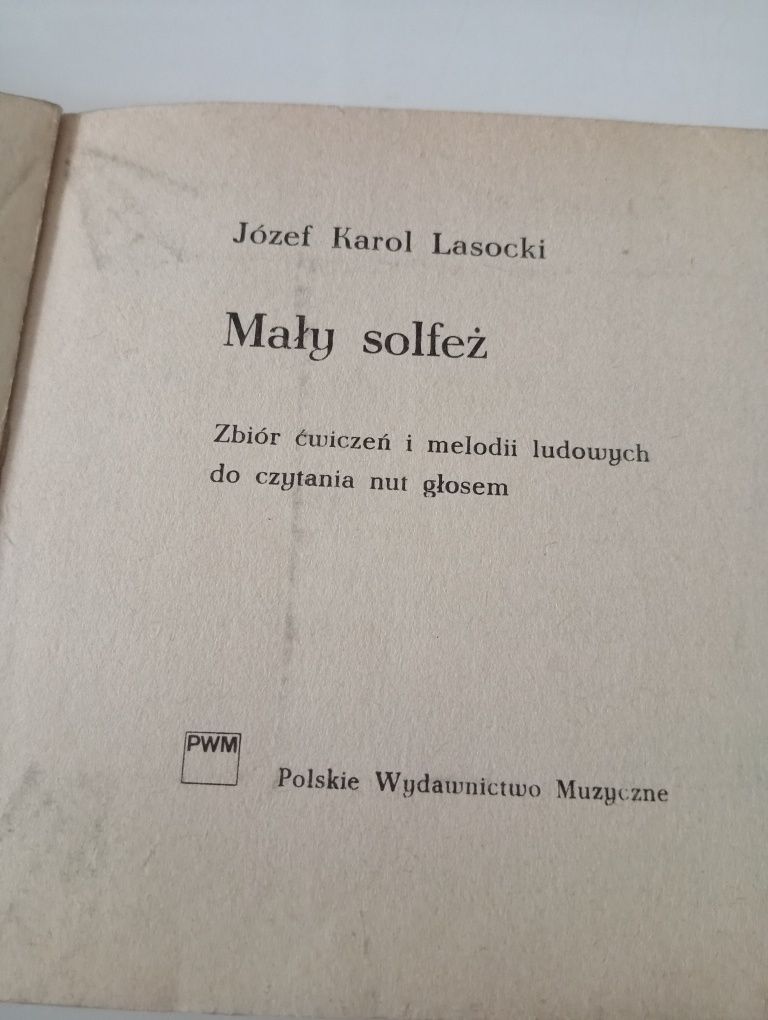 Józef Karol Lasocki
Mały solfeż
Zbiór ćwiczeń i melodii ludowych
do czytania nut głosem
PWM
Polskie Wydawnictwo Muzyczne